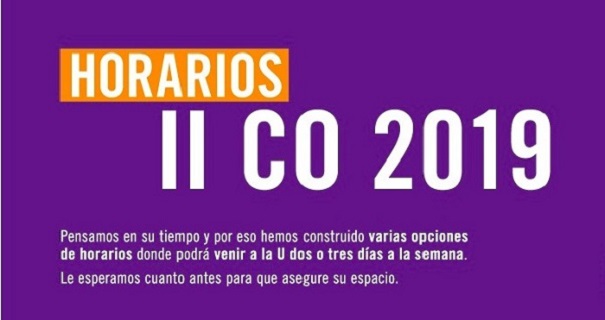 HORARIOS
II CO 2019
Pensamos en su tiempo y por eso hemos construido varias opciones
de horarios donde podrá venir a la U dos o tres días a la semana.
Le esperamos cuanto antes para que asegure su espacio.